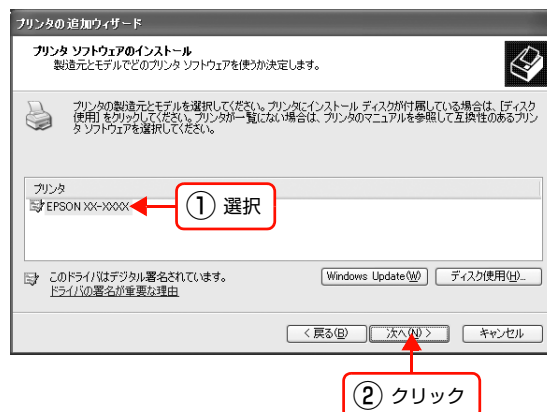 プリンタの追加ウィザード
プリンタ ソフトウェアのインストール
製造元とモデルでどのプリンタ ソフトウェアを使うか決定します。
プリンタの製造元とモデルを選択してください。プリンタにインストール ディスクが付属している場合は、[ディスク
使用] をクリックしてください。プリンタが一覧にない場合は、プリンタのマニュアルを参照して互換性のあるプリン
タ ソフトウェアを選択してください。
プリンタ
EPSON XX-XXXX
① 選択
このドライバはデジタル署名されています。
ドライバの署名が重要な理由
Windows Update(W)
ディスク使用(H)...
< 戻る(B)
次へ(N) >
キャンセル
② クリック